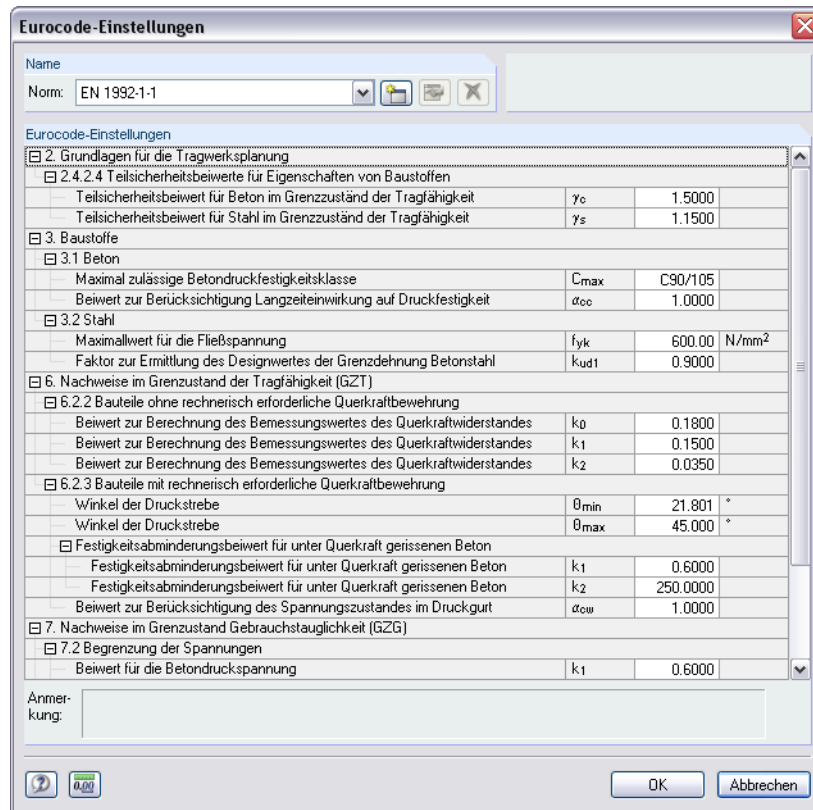 Eurocode-Einstellungen
Name
Norm: EN 1992-1-1
Eurocode-Einstellungen
2. Grundlagen für die Tragwerksplanung
2.4.2.4 Teilsicherheitsbeiwerte für Eigenschaften von Baustoffen
Teilsicherheitsbeiwert für Beton im Grenzzuständ der Tragfähigkeit γc 1.5000
Teilsicherheitsbeiwert für Stahl im Grenzzuständ der Tragfähigkeit γs 1.1500
3. Baustoffe
3.1 Beton
Maximal zulässige Betondruckfestigkeitsklasse Cmax C90/105
Beiwert zur Berücksichtigung Langzeiteinwirkung auf Druckfestigkeit αcc 1.0000
3.2 Stahl
Maximallwert für die Fließspannung fyk 600.00 N/mm²
Faktor zur Ermittlung des Designwertes der Grenzdehnung Betonstahl kud1 0.9000
6. Nachweise im Grenzustand der Tragfähigkeit (GZT)
6.2.2 Bauteile ohne rechnerisch erforderliche Querkraftbewehrung
Beiwert zur Berechnung des Bemessungswertes des Querkraftwiderstandes k0 0.1800
Beiwert zur Berechnung des Bemessungswertes des Querkraftwiderstandes k1 0.1500
Beiwert zur Berechnung des Bemessungswertes des Querkraftwiderstandes k2 0.0350
6.2.3 Bauteile mit rechnerisch erforderliche Querkraftbewehrung
Winkel der Druckstrebe θmin 21.801 °
Winkel der Druckstrebe θmax 45.000 °
Festigkeitsabminderungsbeiwert für unter Querkraft gerissenen Beton
Festigkeitsabminderungsbeiwert für unter Querkraft gerissenen Beton k1 0.6000
Festigkeitsabminderungsbeiwert für unter Querkraft gerissenen Beton k2 250.0000
Beiwert zur Berücksichtigung des Spannungszustandes im Druckgurt αcw 1.0000
7. Nachweise im Grenzustand Gebrauchstauglichkeit (GZG)
7.2 Begrenzung der Spannungen
Beiwert für die Betondruckspannung k1 0.6000
Anmer-
kung:
0.00 OK Abbrechen